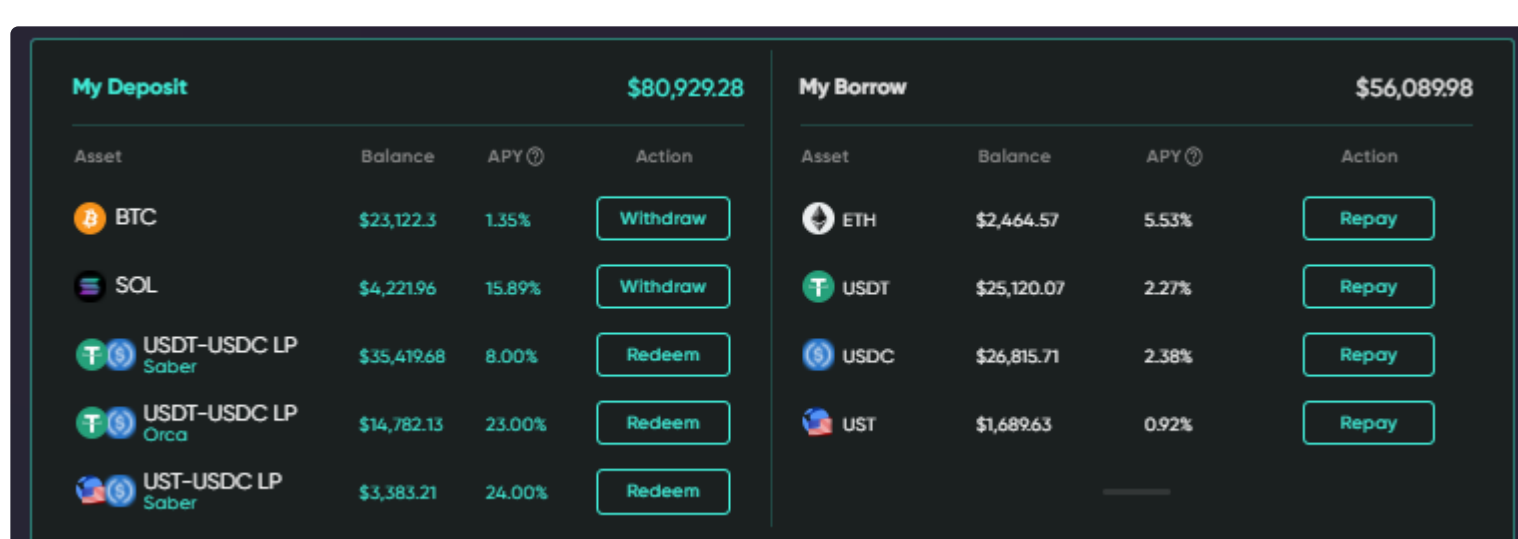 My Deposit $80,929.28
Asset Balance APY Action
BTC $23,122.3 1.35% Withdraw
SOL $4,221.96 15.89% Withdraw
USDT-USDC LP
Saber
$35,419.68 8.00% Redeem
USDT-USDC LP
Orca
$14,782.13 23.00% Redeem
UST-USDC LP
Saber
$3,383.21 24.00% Redeem
My Borrow $56,089.98
Asset Balance APY Action
ETH $2,464.57 5.53% Repay
USDT $25,120.07 2.27% Repay
USDC $26,815.71 2.38% Repay
UST $1,689.63 0.92% Repay